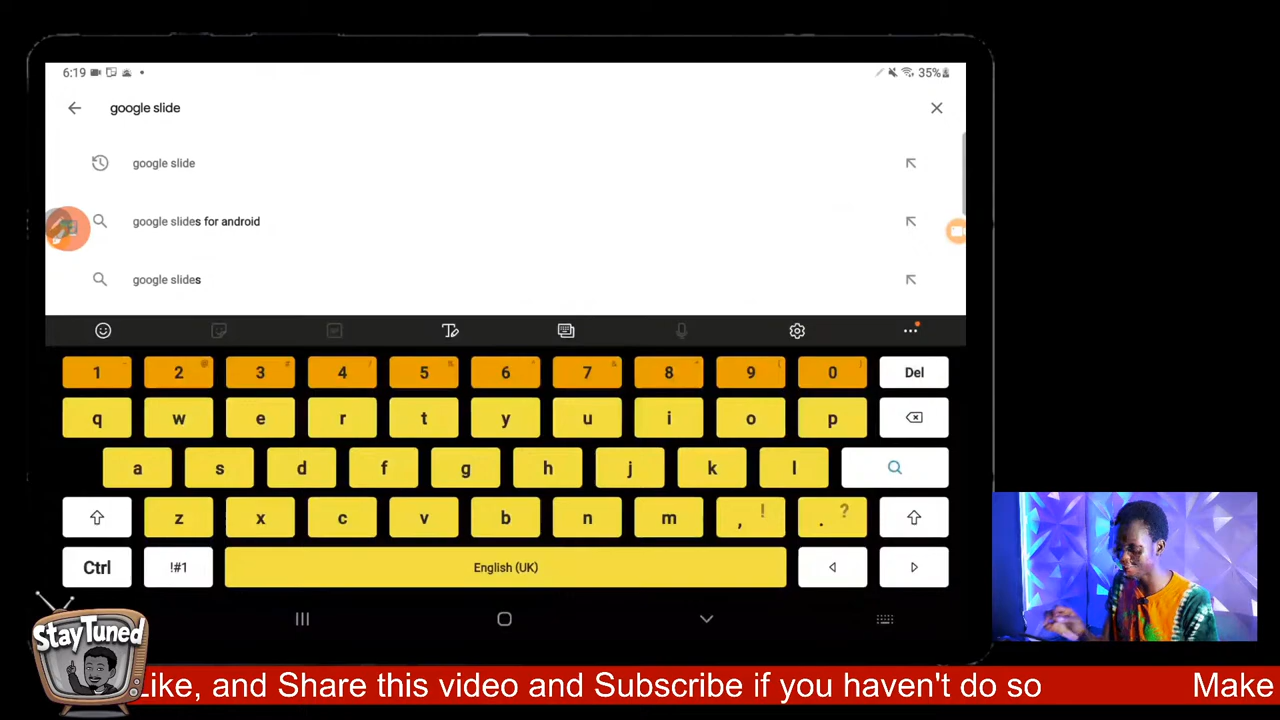 6:19
35%
google slide
google slide
google slides for android
google slides
1 2 3 4 5 6 7 8 9 0 Del
q w e r t y u i o p
a s d f g h j k l
z x c v b n m , ! . ?
Ctrl !#1 English (UK)
StayTuned
Like, and Share this video and Subscribe if you haven't do so
Make